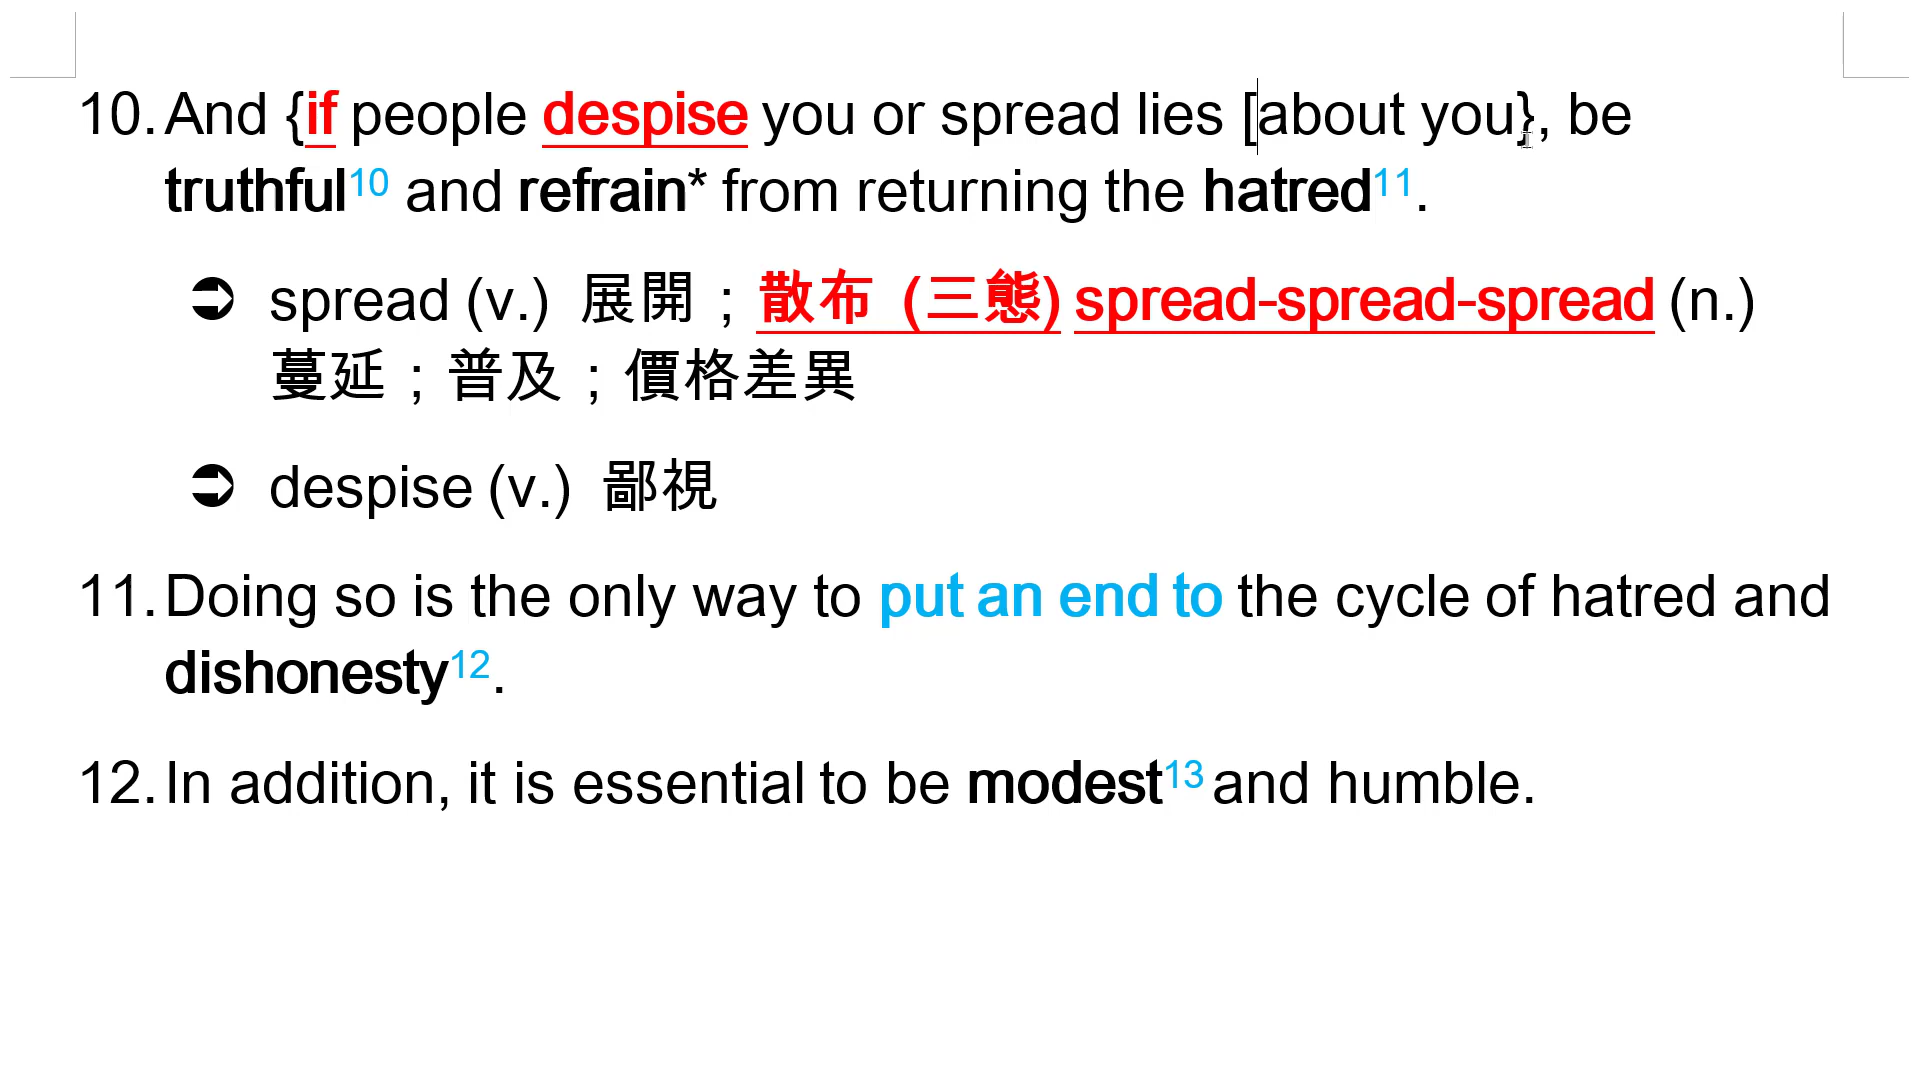 10. And {if people despise you or spread lies [about you}, be
truthful10 and refrain* from returning the hatred11.
➲ spread (v.) 展開；散布 (三態) spread-spread-spread (n.)
蔓延；普及；價格差異
➲ despise (v.) 鄙視
11. Doing so is the only way to put an end to the cycle of hatred and
dishonesty12.
12. In addition, it is essential to be modest13 and humble.